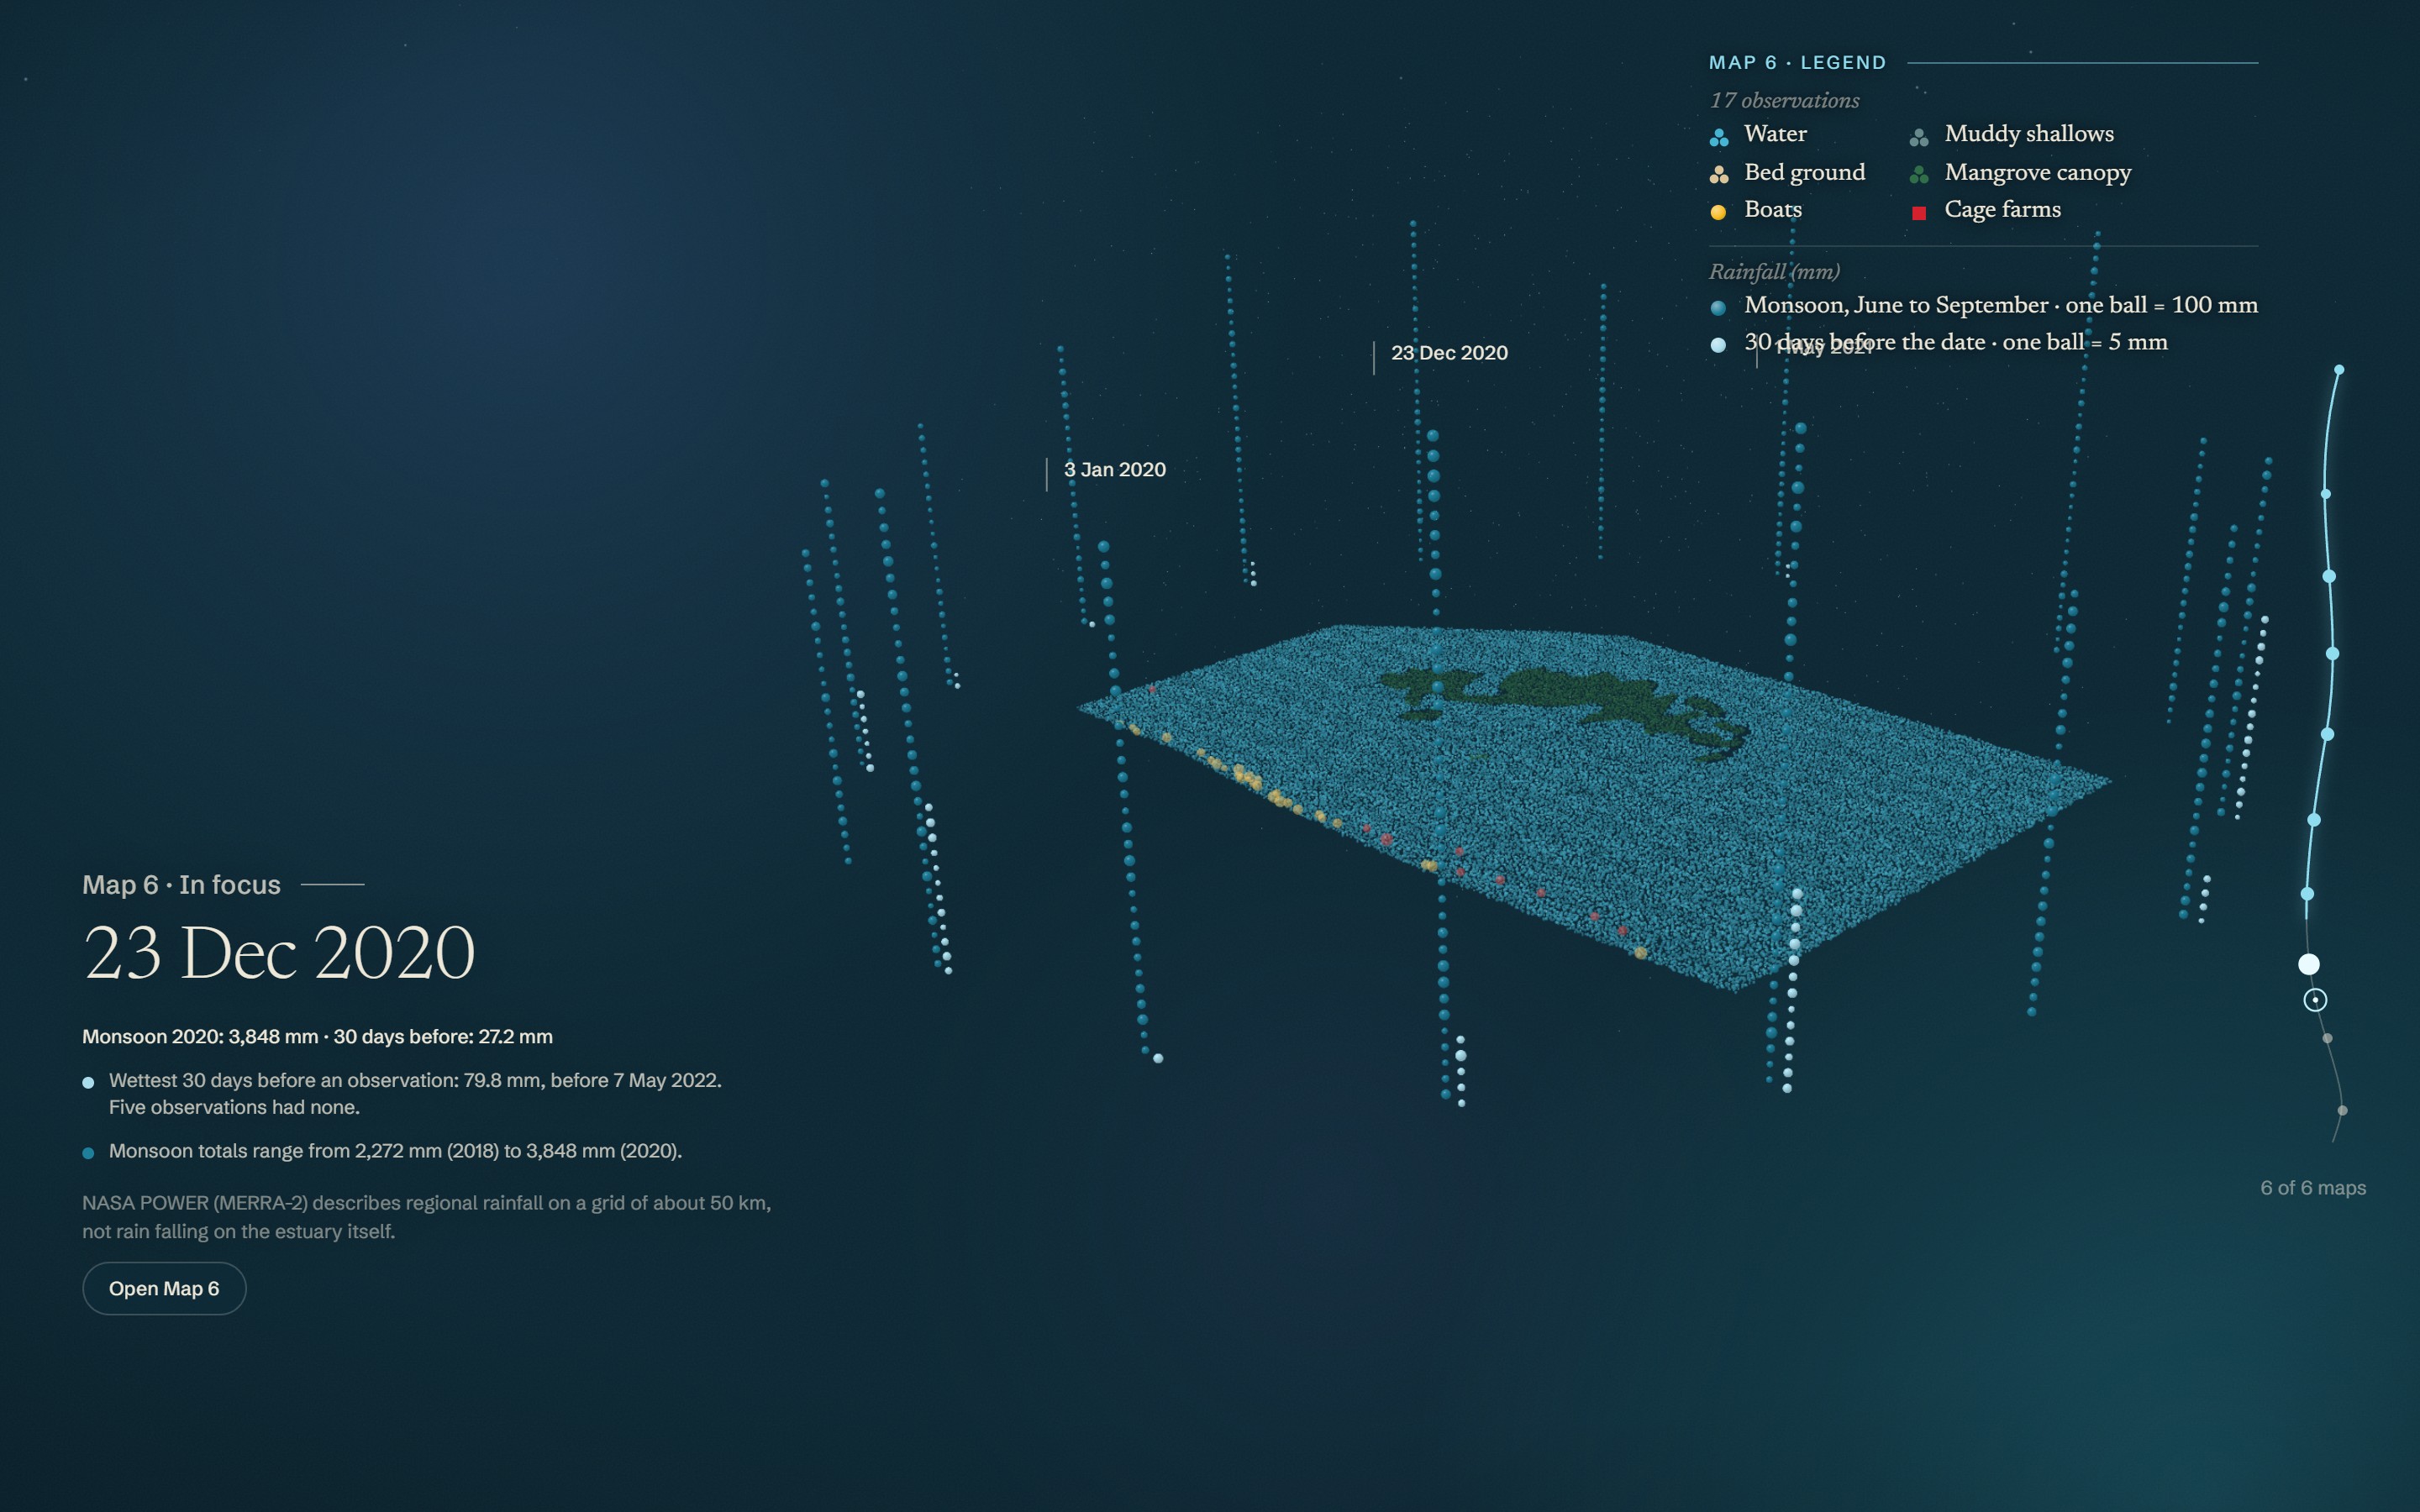 MAP 6 · LEGEND
17 observations
Water
Muddy shallows
Bed ground
Mangrove canopy
Boats
Cage farms
Rainfall (mm)
Monsoon, June to September · one ball = 100 mm
30 days before the date · one ball = 5 mm
23 Dec 2020
May 2021
3 Jan 2020
Map 6 · In focus
23 Dec 2020
Monsoon 2020: 3,848 mm · 30 days before: 27.2 mm
Wettest 30 days before an observation: 79.8 mm, before 7 May 2022.
Five observations had none.
Monsoon totals range from 2,272 mm (2018) to 3,848 mm (2020).
NASA POWER (MERRA-2) describes regional rainfall on a grid of about 50 km,
not rain falling on the estuary itself.
Open Map 6
6 of 6 maps